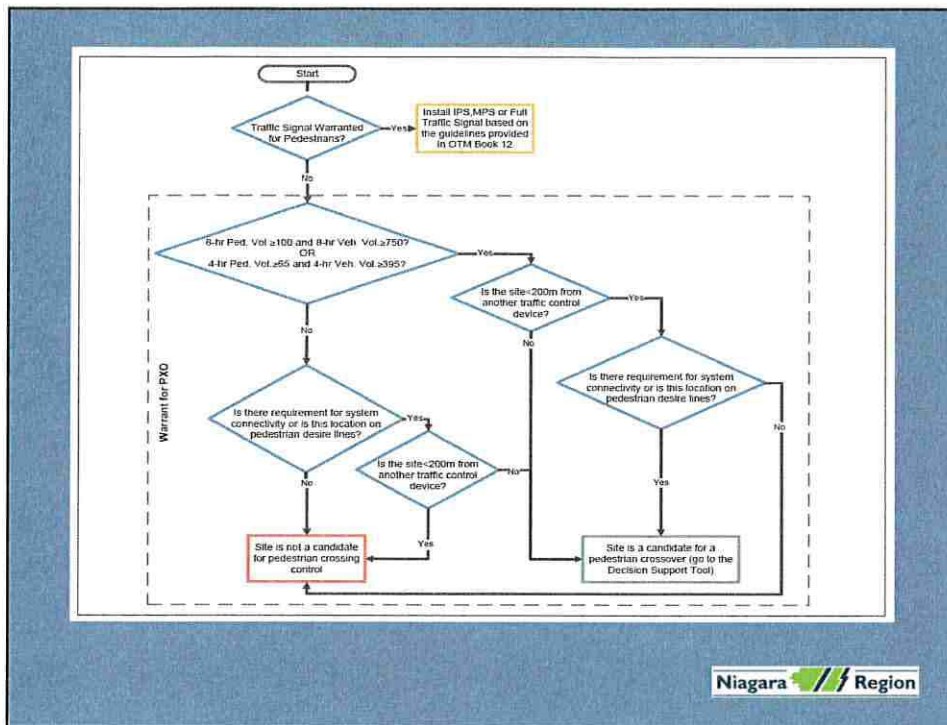 Start
Traffic Signal Warranted
for Pedestrians?
Yes
Install IPS,MPS or Full
Traffic Signal based on
the guidelines provided
in OTM Book 12
No
Warrant for PXO
8-hr Ped. Vol.≥100 and 8-hr Veh. Vol.≥750?
OR
4-hr Ped. Vol.≥65 and 4-hr Veh. Vol.≥395?
Yes
Is the site<200m from
another traffic control
device?
Yes
No
No
Is there requirement for system
connectivity or is this location on
pedestrian desire lines?
No
Yes
Is there requirement for system
connectivity or is this location on
pedestrian desire lines?
Yes
Is the site<200m from
another traffic control
device?
No
No
Yes
Site is not a candidate
for pedestrian crossing
control
Site is a candidate for a
pedestrian crossover (go to the
Decision Support Tool)
Niagara Region